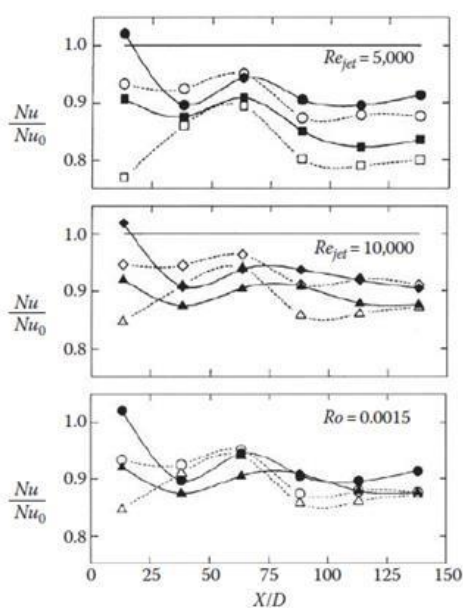 1.0
Re_jet = 5,000
0.9
Nu
Nu₀
0.8
1.0
Re_jet = 10,000
0.9
Nu
Nu₀
0.8
1.0
Ro = 0.0015
0.9
Nu
Nu₀
0.8
0 25 50 75 100 125 150
X/D